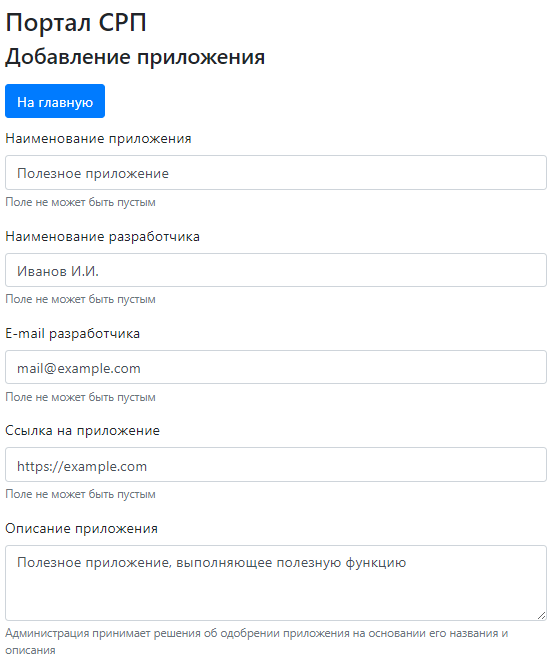 Портал СРП
Добавление приложения
На главную
Наименование приложения
Полезное приложение
Поле не может быть пустым
Наименование разработчика
Иванов И.И.
Поле не может быть пустым
E-mail разработчика
mail@example.com
Поле не может быть пустым
Ссылка на приложение
https://example.com
Поле не может быть пустым
Описание приложения
Полезное приложение, выполняющее полезную функцию
Администрация принимает решения об одобрении приложения на основании его названия и
описания